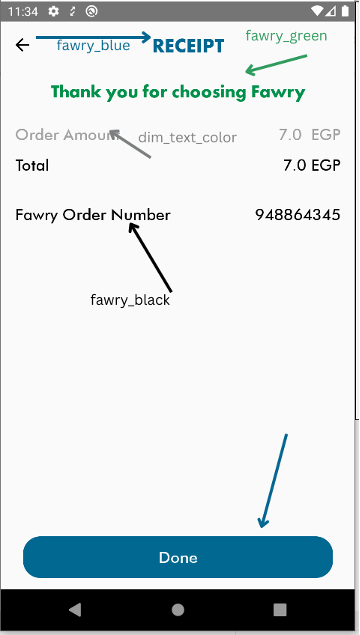 11:34
fawry_blue RECEIPT fawry_green
Thank you for choosing Fawry
Order Amount dim_text_color 7.0 EGP
Total 7.0 EGP
Fawry Order Number 948864345
fawry_black
Done